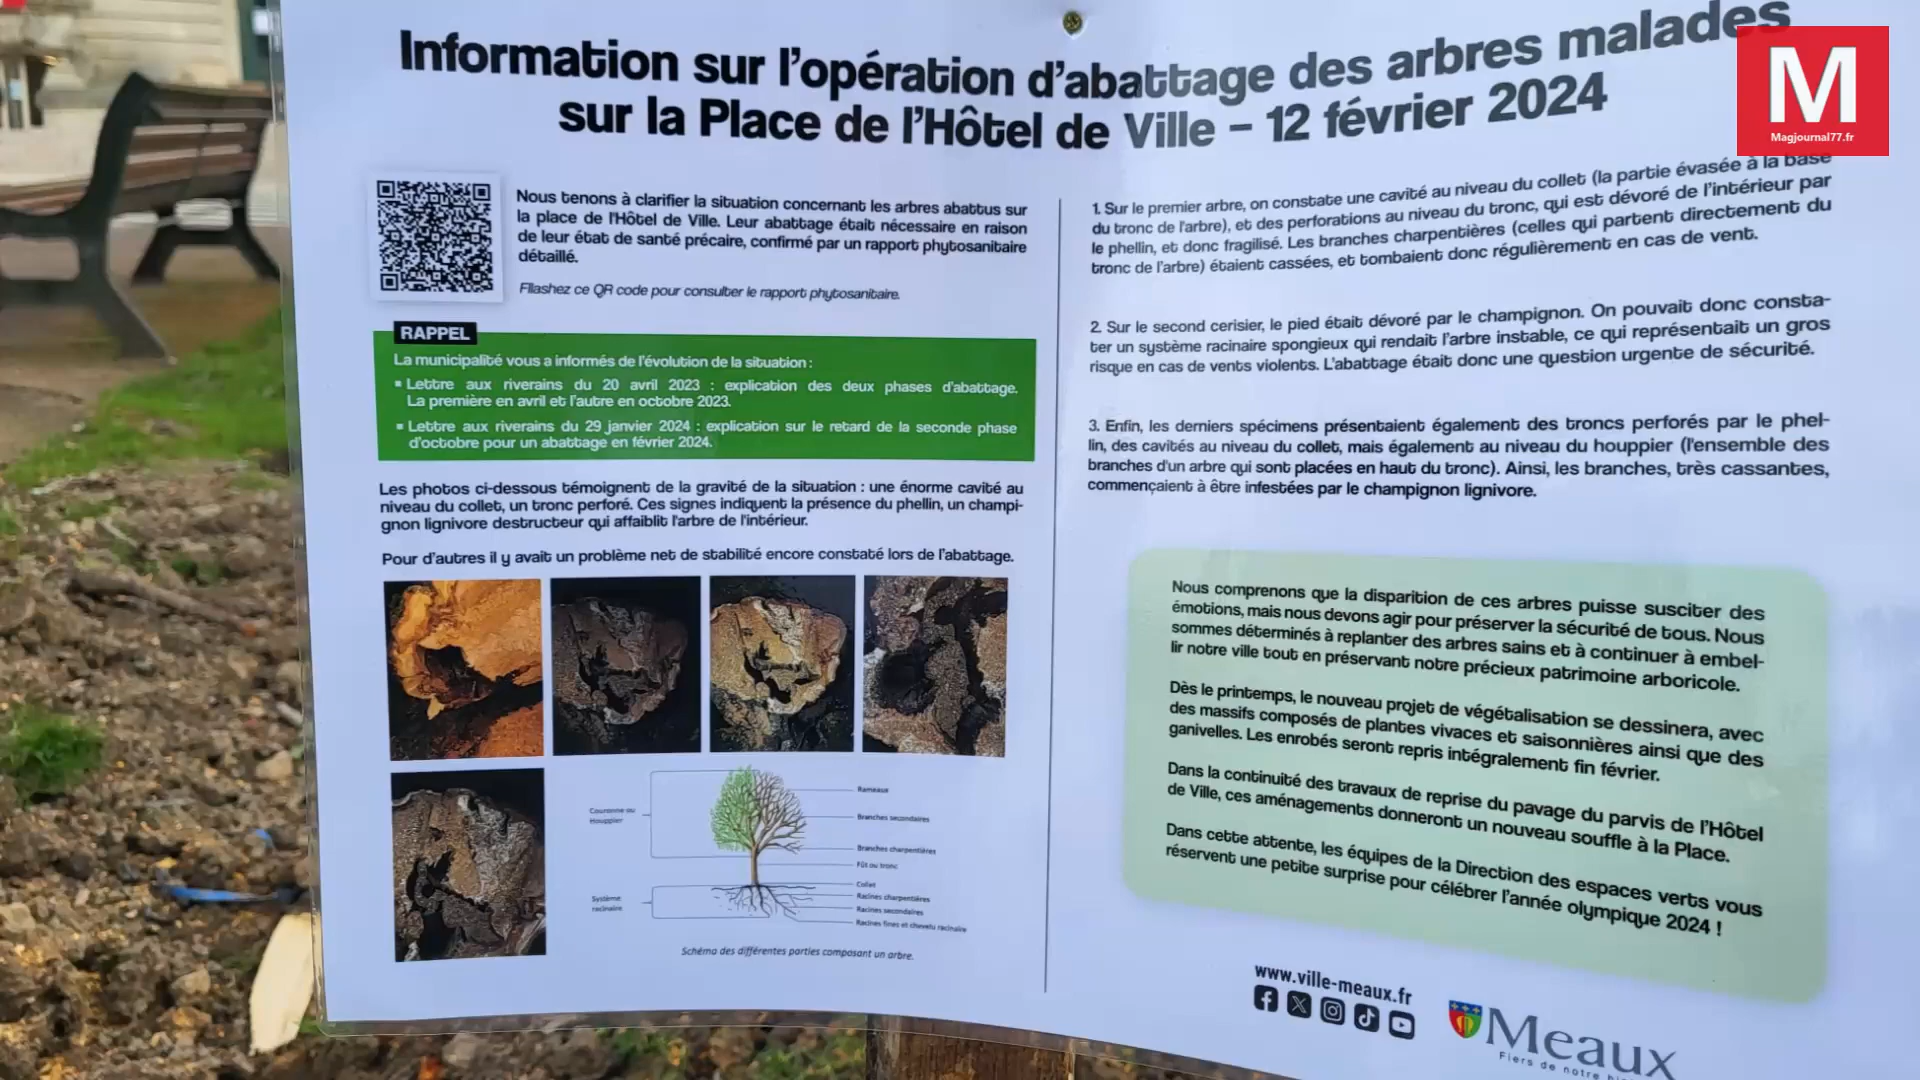 Information sur l'opération d'abattage des arbres malades
sur la Place de l'Hôtel de Ville – 12 février 2024
M
Magjournal77.fr
Nous tenons à clarifier la situation concernant les arbres abattus sur
la place de l'Hôtel de Ville. Leur abattage était nécessaire en raison
de leur état de santé précaire, confirmé par un rapport phytosanitaire
détaillé.
Fllashez ce QR code pour consulter le rapport phytosanitaire.
RAPPEL
La municipalité vous a informés de l'évolution de la situation :
▪ Lettre aux riverains du 20 avril 2023 : explication des deux phases d'abattage.
La première en avril et l'autre en octobre 2023.
▪ Lettre aux riverains du 29 janvier 2024 : explication sur le retard de la seconde phase
d'octobre pour un abattage en février 2024.
Les photos ci-dessous témoignent de la gravité de la situation : une énorme cavité au
niveau du collet, un tronc perforé. Ces signes indiquent la présence du phellin, un champi-
gnon lignivore destructeur qui affaiblit l'arbre de l'intérieur.
Pour d'autres il y avait un problème net de stabilité encore constaté lors de l'abattage.
Couronne ou
Houppier
Système
racinaire
Rameaux
Branches secondaires
Branches charpentières
Fût ou tronc
Collet
Racines charpentières
Racines secondaires
Racines fines et chevelu racinaire
Schéma des différentes parties composant un arbre.
1. Sur le premier arbre, on constate une cavité au niveau du collet (la partie évasée à la base
du tronc de l'arbre), et des perforations au niveau du tronc, qui est dévoré de l'intérieur par
le phellin, et donc fragilisé. Les branches charpentières (celles qui partent directement du
tronc de l'arbre) étaient cassées, et tombaient donc régulièrement en cas de vent.
2. Sur le second cerisier, le pied était dévoré par le champignon. On pouvait donc consta-
ter un système racinaire spongieux qui rendait l'arbre instable, ce qui représentait un gros
risque en cas de vents violents. L'abattage était donc une question urgente de sécurité.
3. Enfin, les derniers spécimens présentaient également des troncs perforés par le phel-
lin, des cavités au niveau du collet, mais également au niveau du houppier (l'ensemble des
branches d'un arbre qui sont placées en haut du tronc). Ainsi, les branches, très cassantes,
commençaient à être infestées par le champignon lignivore.
Nous comprenons que la disparition de ces arbres puisse susciter des
émotions, mais nous devons agir pour préserver la sécurité de tous. Nous
sommes déterminés à replanter des arbres sains et à continuer à embel-
lir notre ville tout en préservant notre précieux patrimoine arboricole.
Dès le printemps, le nouveau projet de végétalisation se dessinera, avec
des massifs composés de plantes vivaces et saisonnières ainsi que des
ganivelles. Les enrobés seront repris intégralement fin février.
Dans la continuité des travaux de reprise du pavage du parvis de l'Hôtel
de Ville, ces aménagements donneront un nouveau souffle à la Place.
Dans cette attente, les équipes de la Direction des espaces verts vous
réservent une petite surprise pour célébrer l'année olympique 2024 !
www.ville-meaux.fr
Meaux
Fiers de notre